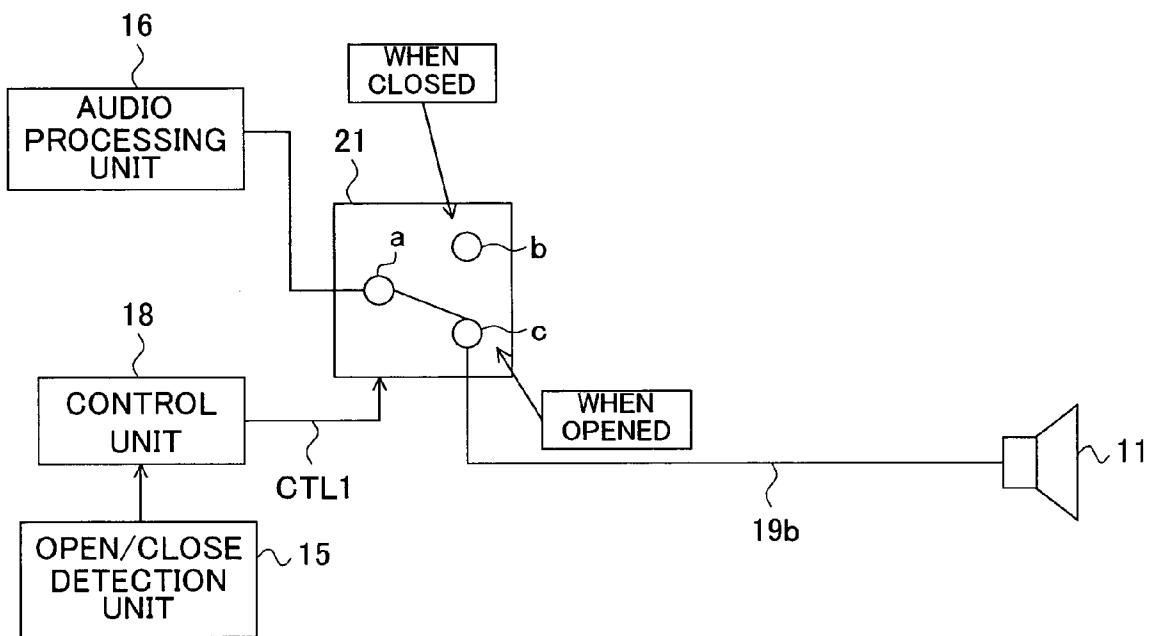 16
AUDIO
PROCESSING
UNIT
WHEN
CLOSED
21
a
b
c
18
CONTROL
UNIT
CTL1
WHEN
OPENED
11
19b
OPEN/CLOSE
DETECTION
UNIT
15